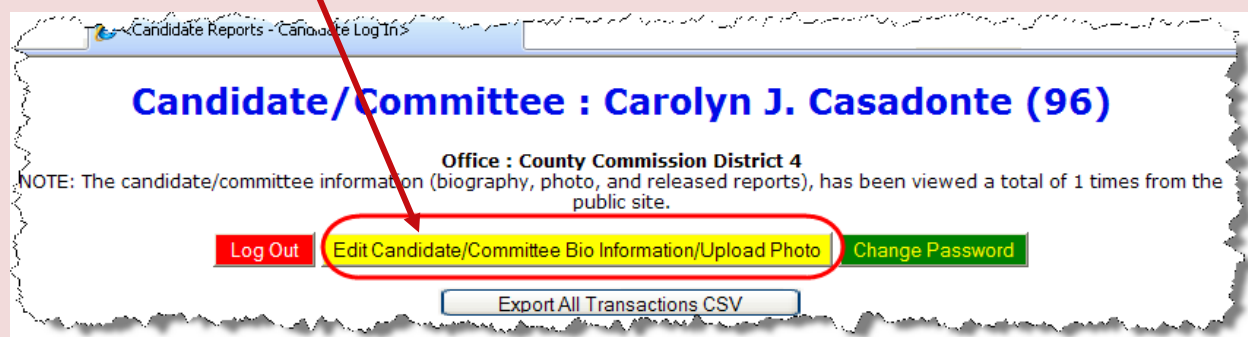 Candidate Reports - Candidate Log In>
Candidate/Committee : Carolyn J. Casadonte (96)
Office : County Commission District 4
NOTE: The candidate/committee information (biography, photo, and released reports), has been viewed a total of 1 times from the
public site.
Log Out Edit Candidate/Committee Bio Information/Upload Photo Change Password
Export All Transactions CSV